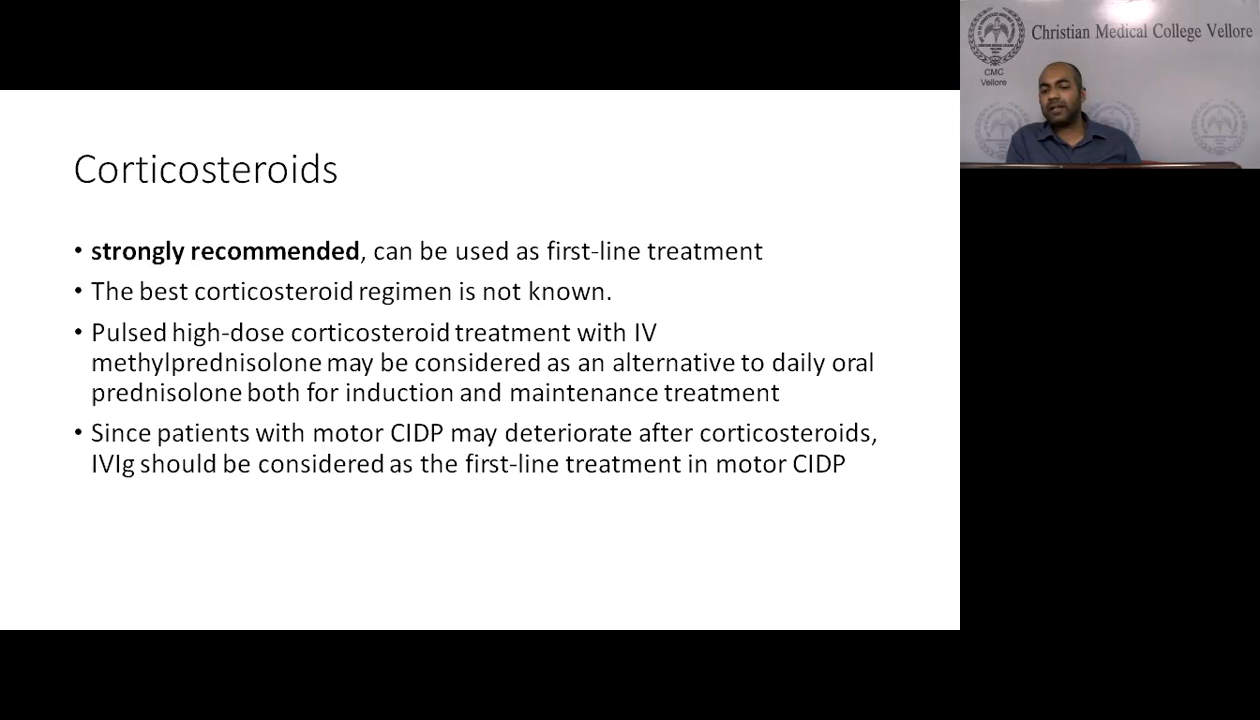 Corticosteroids
• strongly recommended, can be used as first-line treatment
• The best corticosteroid regimen is not known.
• Pulsed high-dose corticosteroid treatment with IV
methylprednisolone may be considered as an alternative to daily oral
prednisolone both for induction and maintenance treatment
• Since patients with motor CIDP may deteriorate after corticosteroids,
IVIg should be considered as the first-line treatment in motor CIDP
Christian Medical College Vellore
CMC
Vellore